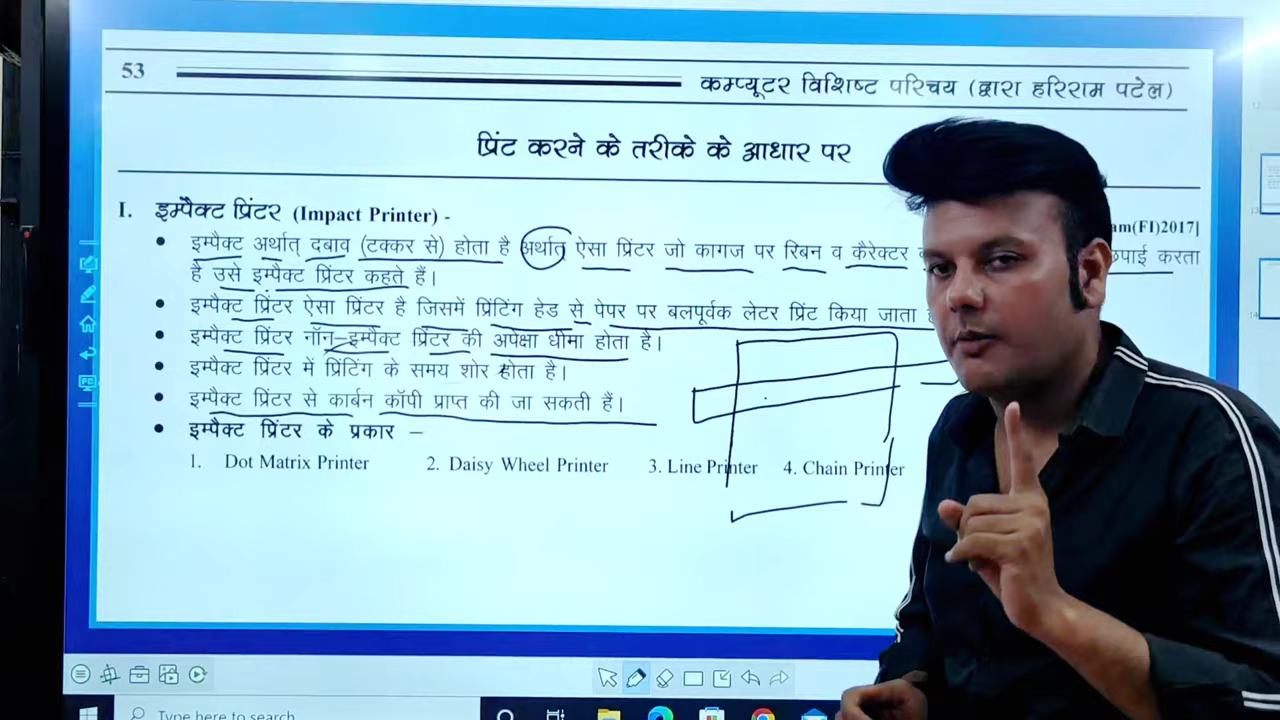 53
कम्प्यूटर विशिष्ट परिचय (द्वारा हरिराम पटेल)
प्रिंट करने के तरीके के आधार पर
I. इम्पैक्ट प्रिंटर (Impact Printer) -
am(FI)2017]
• इम्पैक्ट अर्थात् दबाव (टक्कर से) होता है अर्थात् ऐसा प्रिंटर जो कागज पर रिबन व कैरेक्टर छपाई करता
है उसे इम्पैक्ट प्रिंटर कहते हैं।
• इम्पैक्ट प्रिंटर ऐसा प्रिंटर है जिसमें प्रिंटिंग हेड से पेपर पर बलपूर्वक लेटर प्रिंट किया जाता
• इम्पैक्ट प्रिंटर नॉन-इम्पैक्ट प्रिंटर की अपेक्षा धीमा होता है।
• इम्पैक्ट प्रिंटर में प्रिंटिंग के समय शोर होता है।
• इम्पैक्ट प्रिंटर से कार्बन कॉपी प्राप्त की जा सकती हैं।
• इम्पैक्ट प्रिंटर के प्रकार –
1. Dot Matrix Printer 2. Daisy Wheel Printer 3. Line Printer 4. Chain Printer
PC
Type here to search